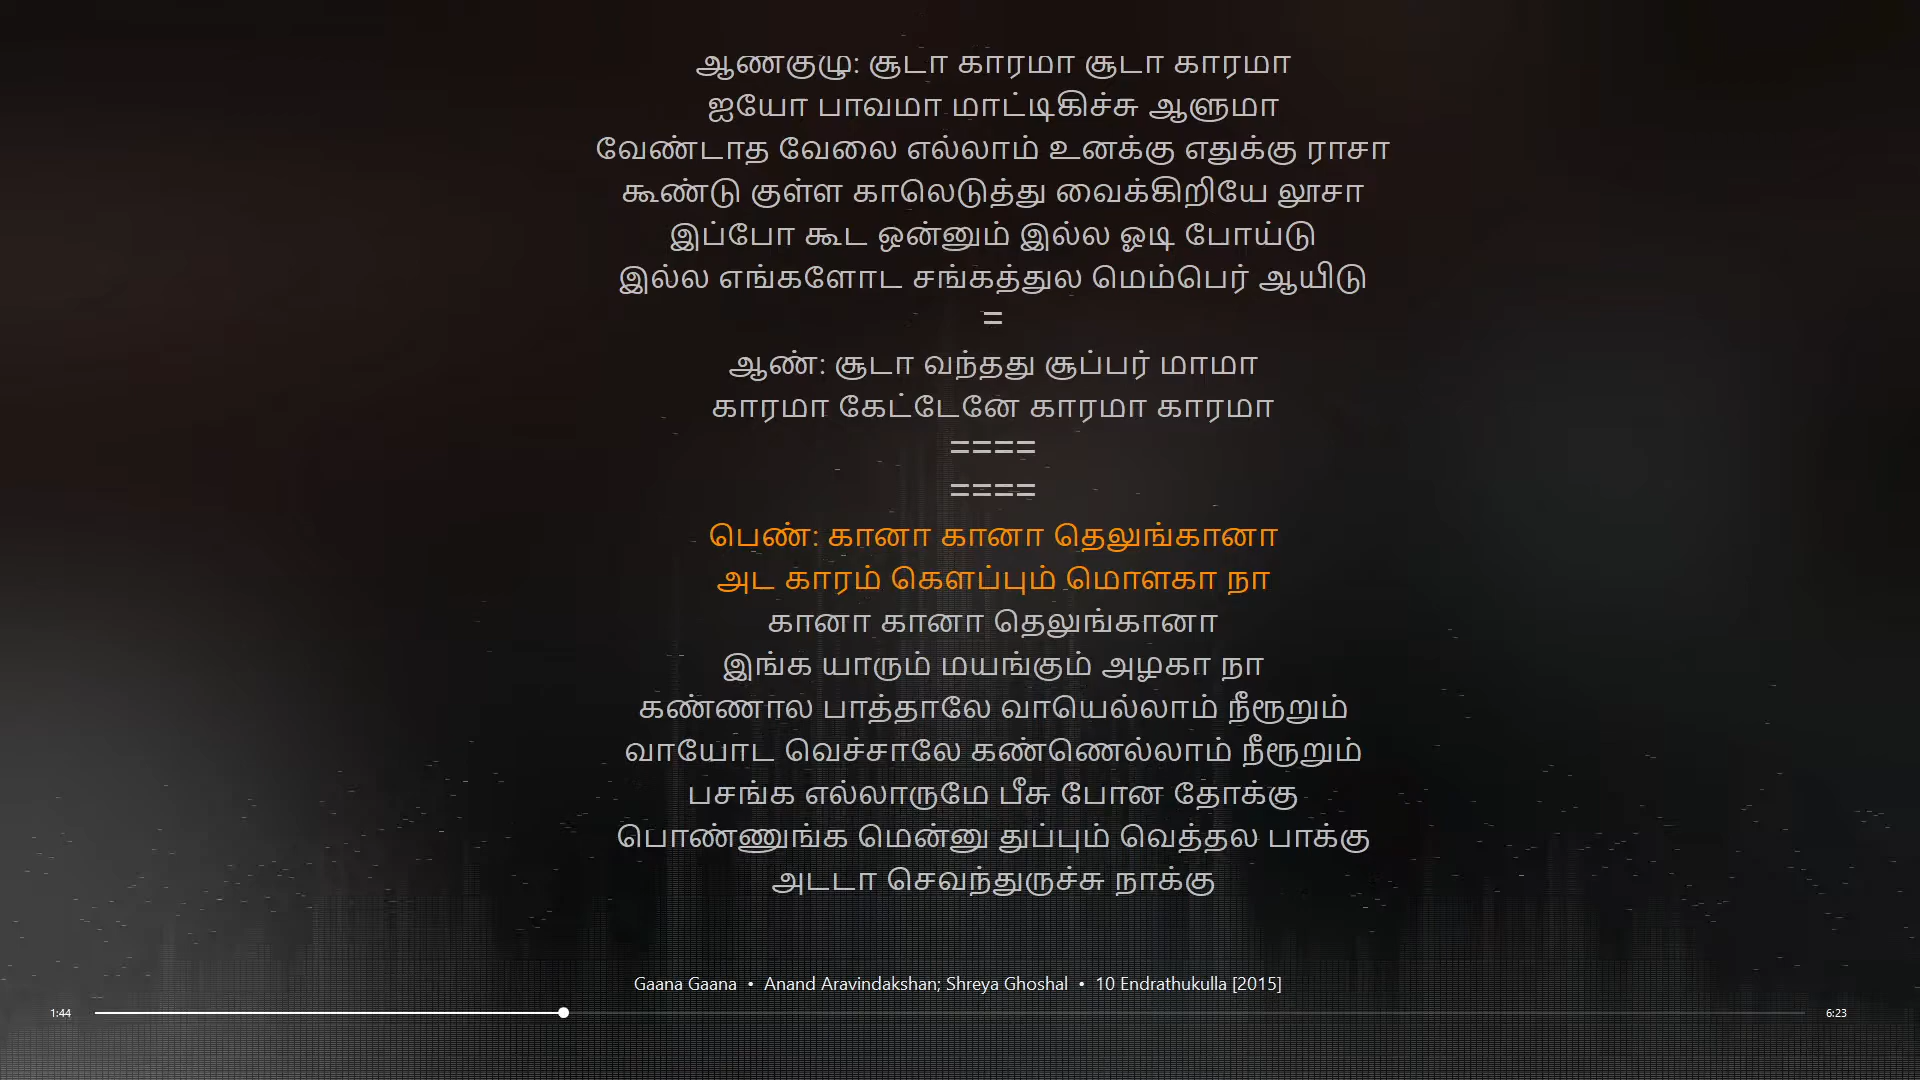 ஆண்குழு: சூடா காரமா சூடா காரமா
ஐயோ பாவமா மாட்டிகிச்சு ஆளுமா
வேண்டாத வேலை எல்லாம் உனக்கு எதுக்கு ராசா
கூண்டு குள்ள காலெடுத்து வைக்கிறியே லூசா
இப்போ கூட ஒன்னும் இல்ல ஓடி போய்டு
இல்ல எங்களோட சங்கத்துல மெம்பெர் ஆயிடு
=
ஆண்: சூடா வந்தது சூப்பர் மாமா
காரமா கேட்டேனே காரமா காரமா
====
====
பெண்: கானா கானா தெலுங்கானா
அட காரம் கெளப்பும் மொளகா நா
கானா கானா தெலுங்கானா
இங்க யாரும் மயங்கும் அழகா நா
கண்ணால பாத்தாலே வாயெல்லாம் நீரூறும்
வாயோட வெச்சாலே கண்ணெல்லாம் நீரூறும்
பசங்க எல்லாருமே பீசு போன தோக்கு
பொண்ணுங்க மென்னு துப்பும் வெத்தல பாக்கு
அடடா செவந்துருச்சு நாக்கு
Gaana Gaana • Anand Aravindakshan; Shreya Ghoshal • 10 Endrathukulla [2015]
1:44 6:23